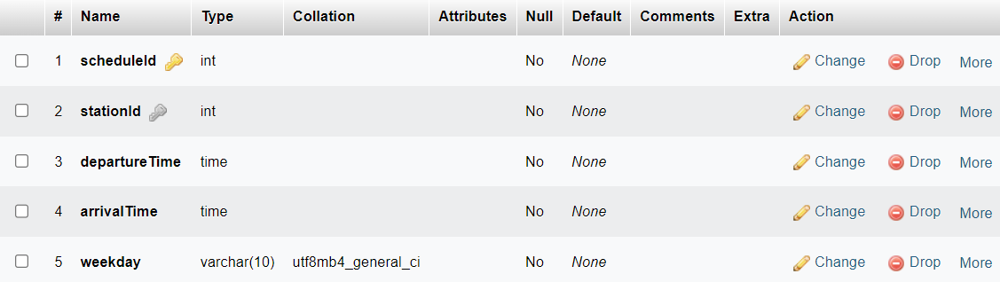 # Name Type Collation Attributes Null Default Comments Extra Action
1 scheduleId int No None Change Drop More
2 stationId int No None Change Drop More
3 departureTime time No None Change Drop More
4 arrivalTime time No None Change Drop More
5 weekday varchar(10) utf8mb4_general_ci No None Change Drop More